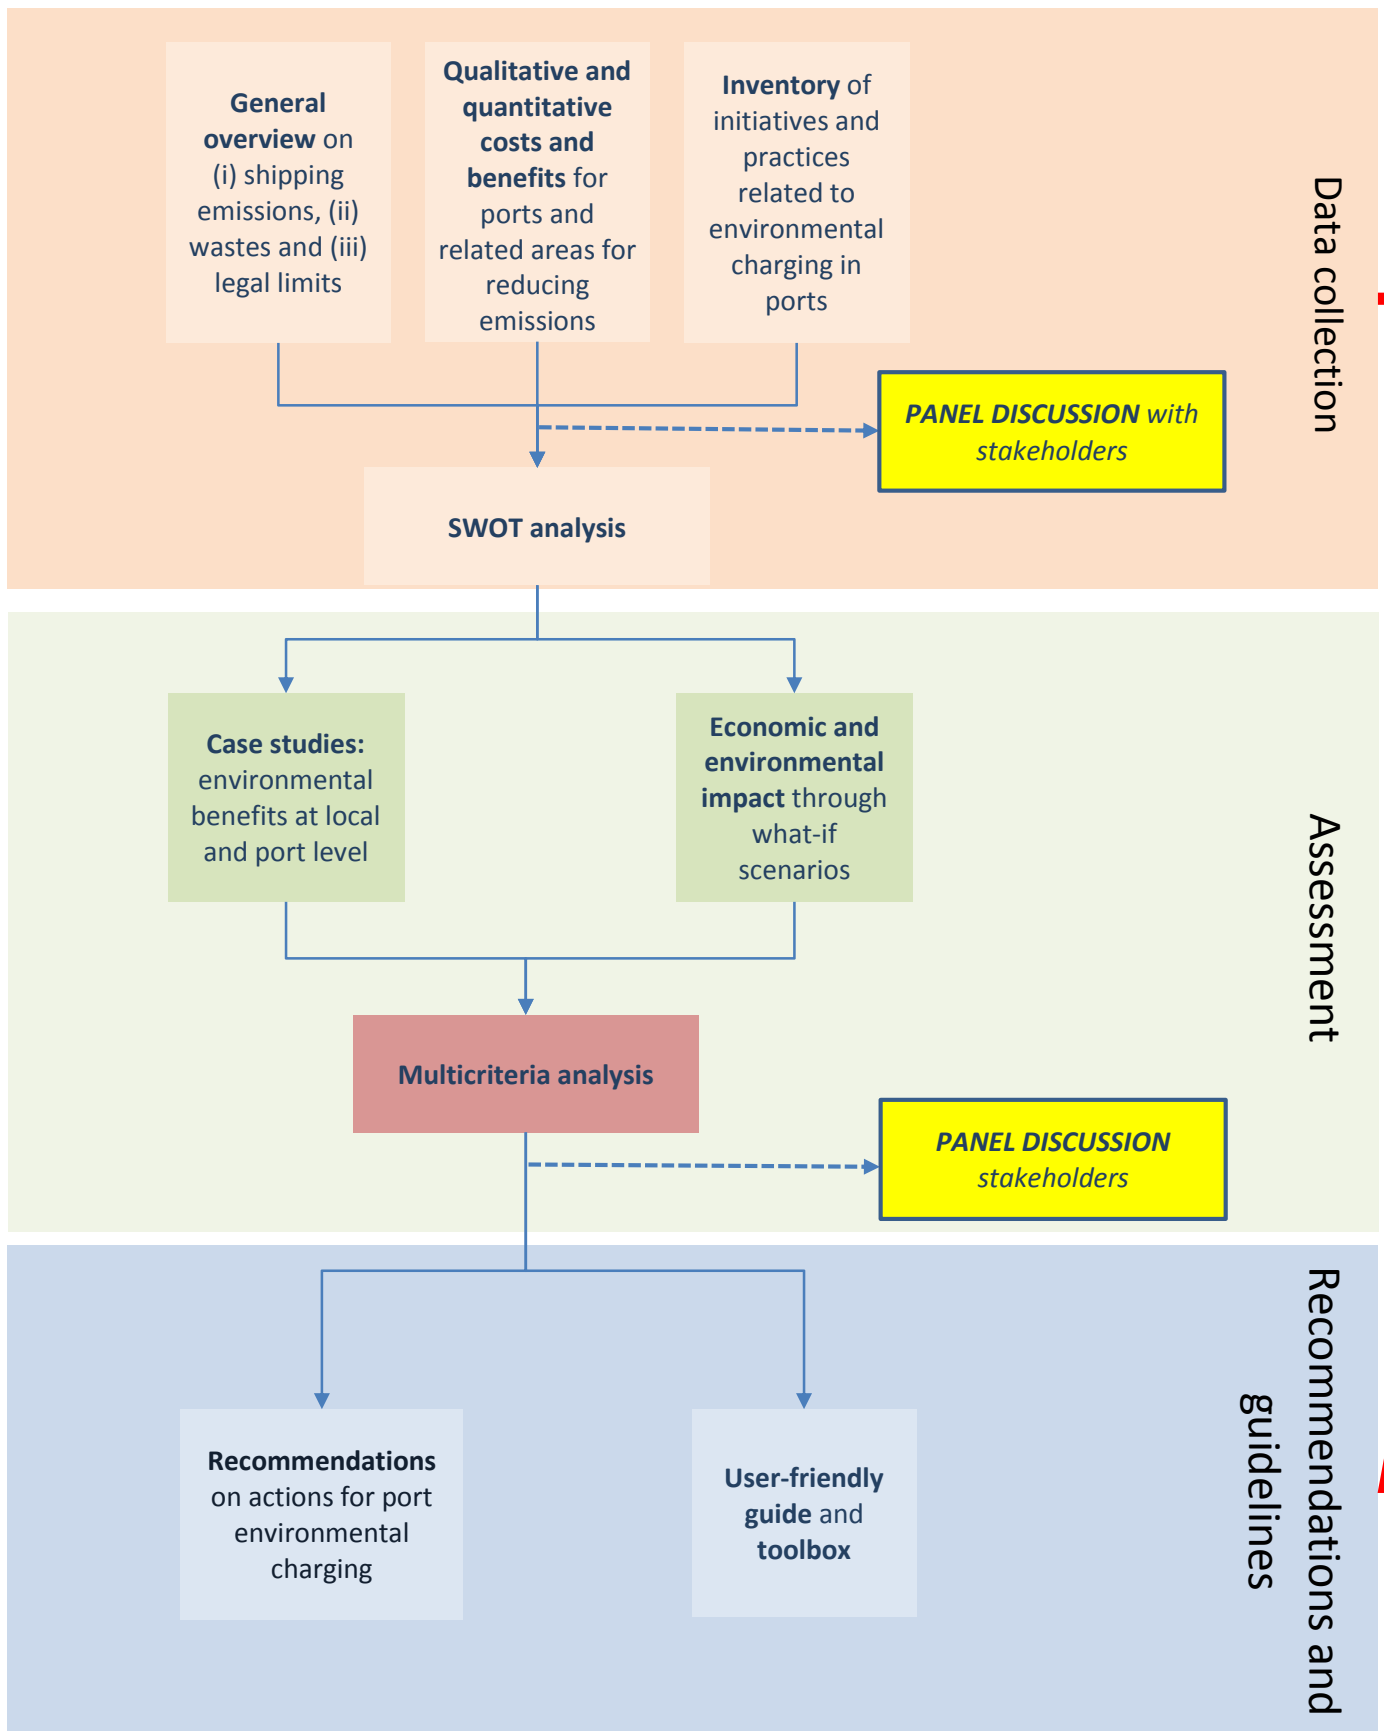 General
overview on
(i) shipping
emissions, (ii)
wastes and (iii)
legal limits
Qualitative and
quantitative
costs and
benefits for
ports and
related areas for
reducing
emissions
Inventory of
initiatives and
practices
related to
environmental
charging in
ports
Data collection
PANEL DISCUSSION with
stakeholders
SWOT analysis
Case studies:
environmental
benefits at local
and port level
Economic and
environmental
impact through
what-if
scenarios
Assessment
Multicriteria analysis
PANEL DISCUSSION
stakeholders
Recommendations and
guidelines
Recommendations
on actions for port
environmental
charging
User-friendly
guide and
toolbox